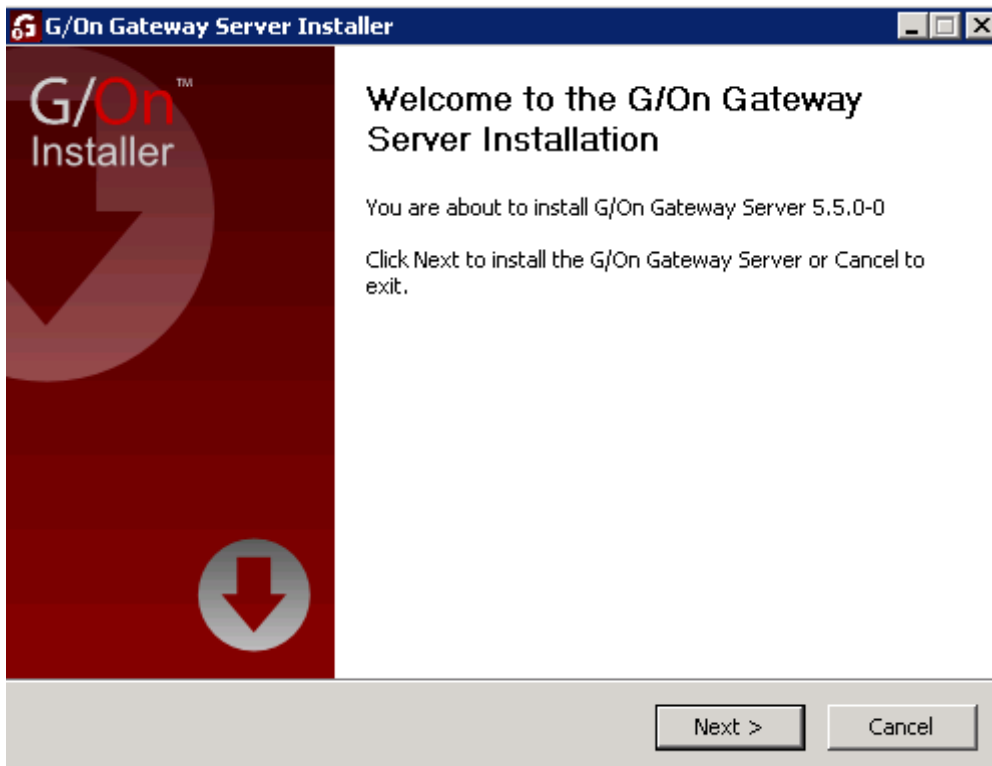 G/On Gateway Server Installer
G/On™
Installer
Welcome to the G/On Gateway
Server Installation
You are about to install G/On Gateway Server 5.5.0-0
Click Next to install the G/On Gateway Server or Cancel to
exit.
Next >
Cancel